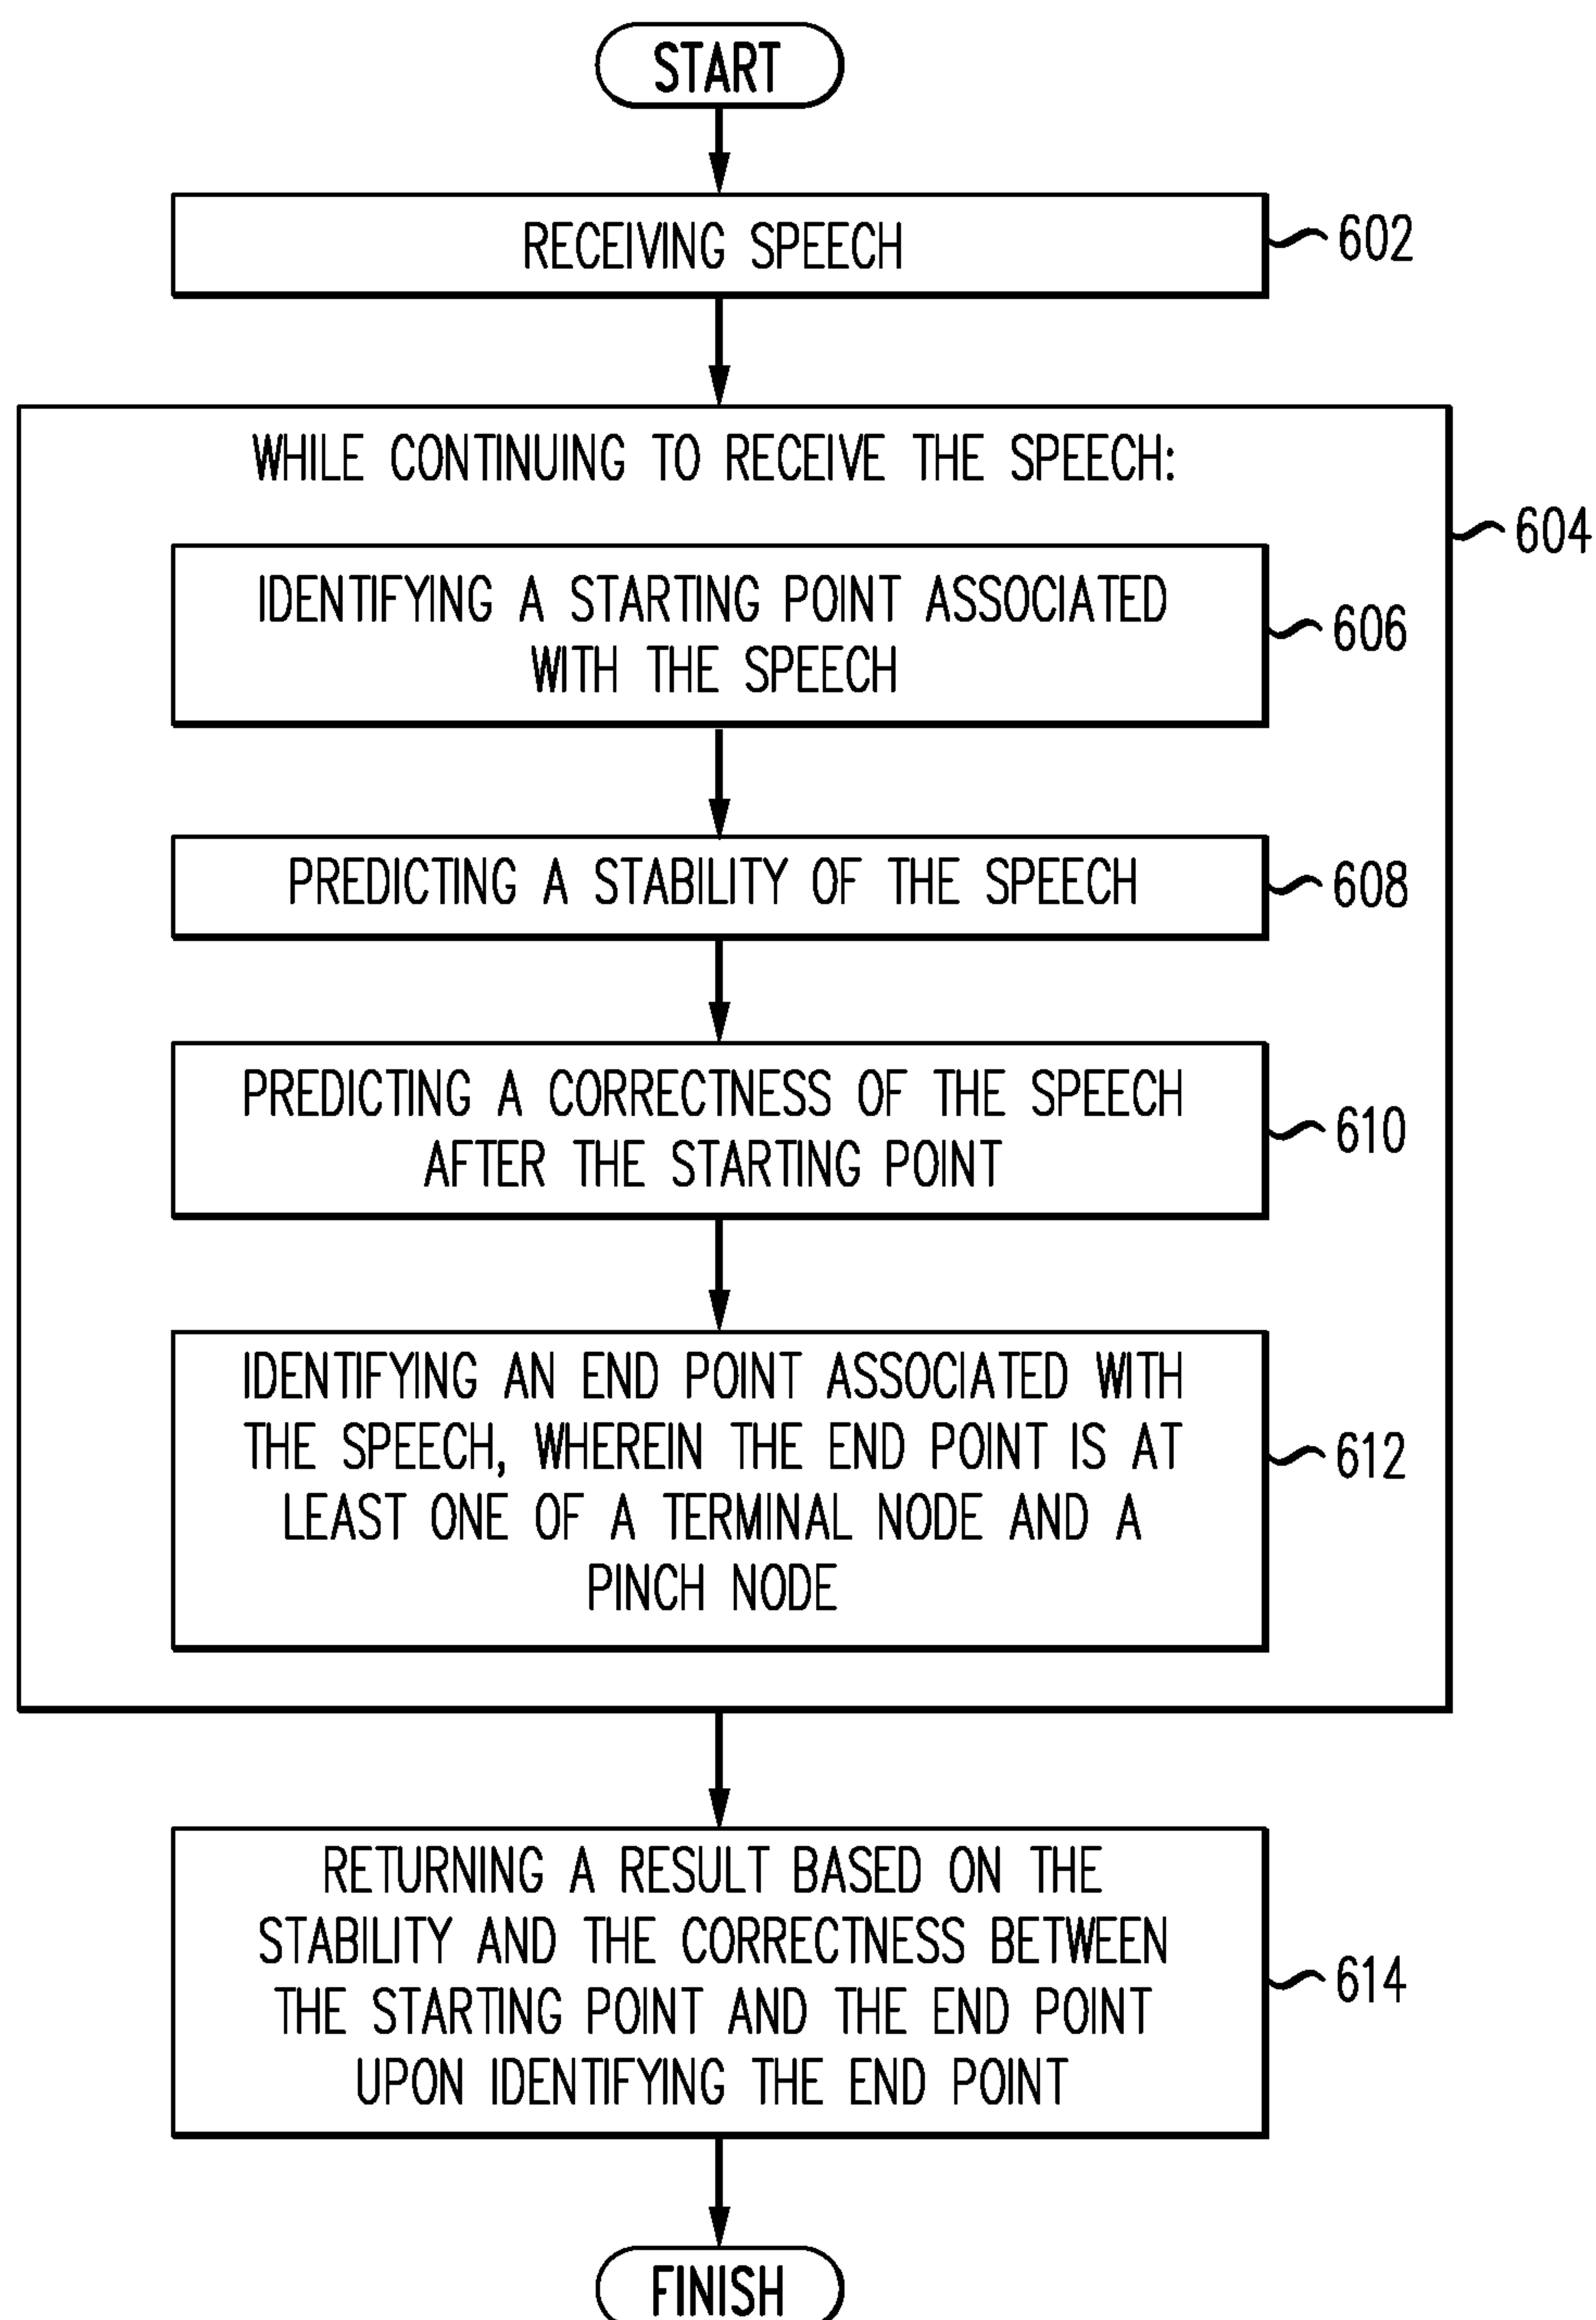 START
RECEIVING SPEECH
602
WHILE CONTINUING TO RECEIVE THE SPEECH:
604
IDENTIFYING A STARTING POINT ASSOCIATED
WITH THE SPEECH
606
PREDICTING A STABILITY OF THE SPEECH
608
PREDICTING A CORRECTNESS OF THE SPEECH
AFTER THE STARTING POINT
610
IDENTIFYING AN END POINT ASSOCIATED WITH
THE SPEECH, WHEREIN THE END POINT IS AT
LEAST ONE OF A TERMINAL NODE AND A
PINCH NODE
612
RETURNING A RESULT BASED ON THE
STABILITY AND THE CORRECTNESS BETWEEN
THE STARTING POINT AND THE END POINT
UPON IDENTIFYING THE END POINT
614
FINISH